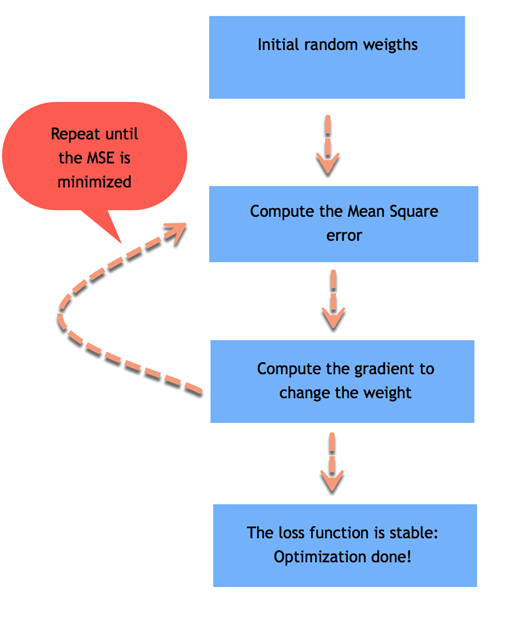 Initial random weigths
Repeat until
the MSE is
minimized
Compute the Mean Square
error
Compute the gradient to
change the weight
The loss function is stable:
Optimization done!